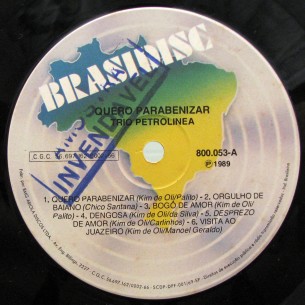 BRASIDISC
QUERO PARABENIZAR
TRIO PETROLINEA
AMOSTRA
INVENDÁVEL
800.053-A
℗ 1989
1. QUERO PARABENIZAR (Kim de Oli/Palito) - 2. ORGULHO DE
BAIANO (Chico Santana) - 3. BOGÓ DE AMOR (Kim de Oli/
Palito) - 4. DENGOSA (Kim de Oli/da Silva) - 5. DESPREZO
DE AMOR (Kim de Oli/Carlinhos) - 6. VISITA AO
JUAZEIRO (Kim de Oli/Manoel Geraldo)